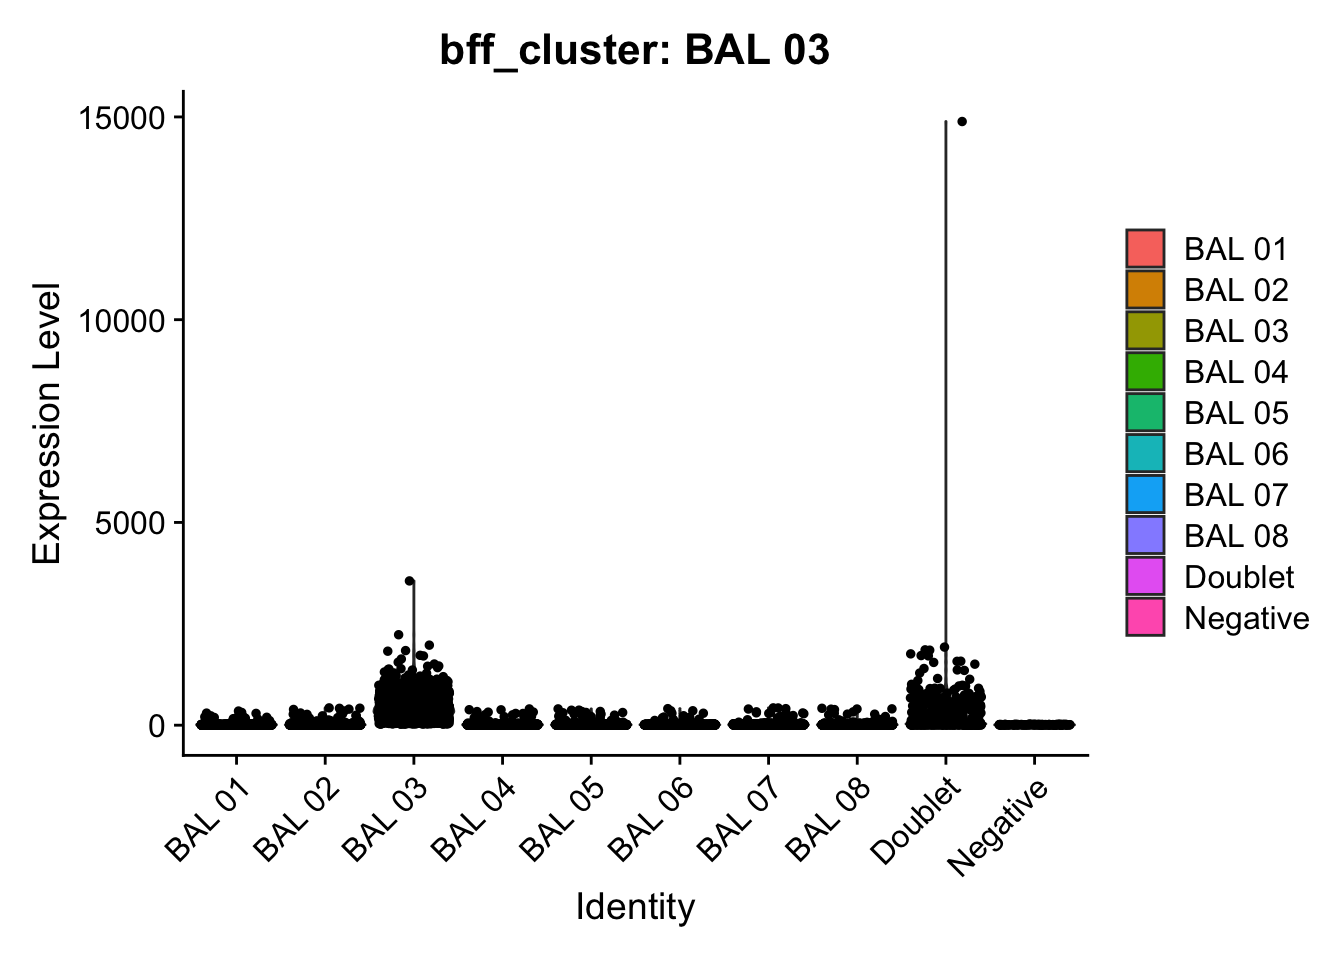 bff_cluster: BAL 03
Expression Level
15000
10000
5000
0
BAL 01
BAL 02
BAL 03
BAL 04
BAL 05
BAL 06
BAL 07
BAL 08
Doublet
Negative
Identity
BAL 01
BAL 02
BAL 03
BAL 04
BAL 05
BAL 06
BAL 07
BAL 08
Doublet
Negative